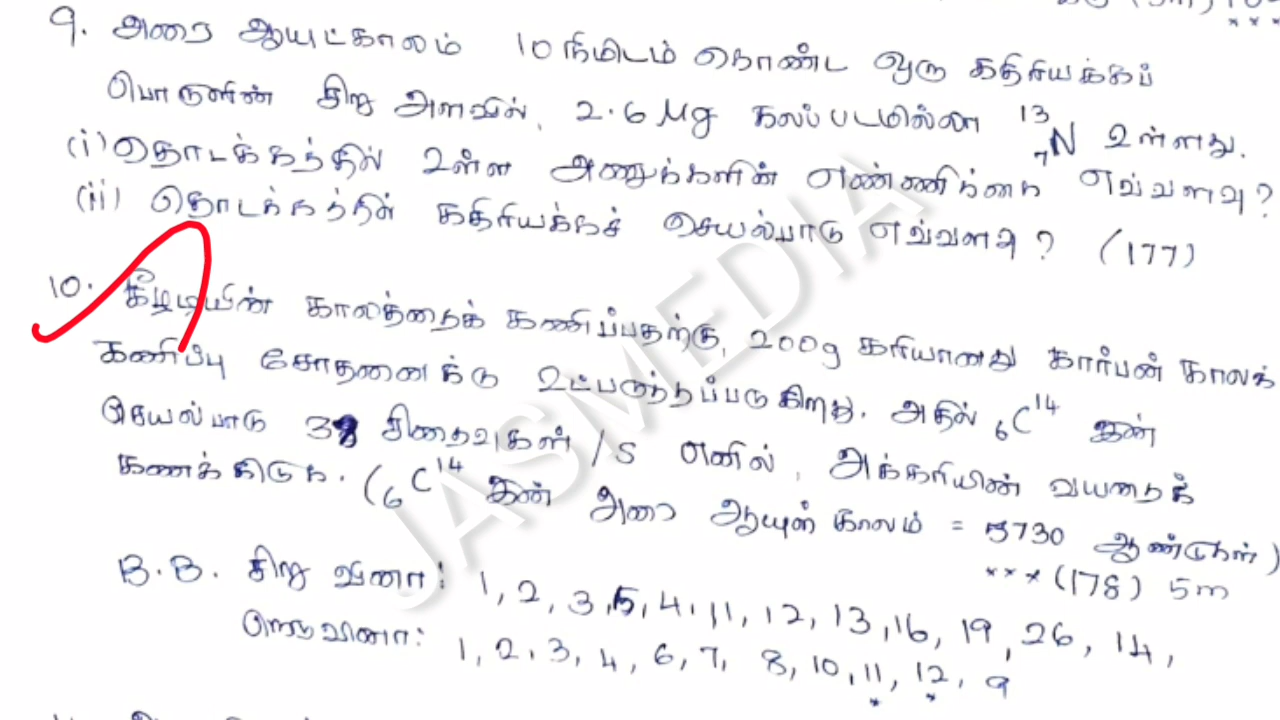 9. அரை ஆயுட்காலம் 10 நிமிடம் கொண்ட ஒரு கதிரியக்கப்
பொருளின் சிறு அளவில், 2.6 μg கலப்படமில்லா ¹³₇N உள்ளது.
(i) தொடக்கத்தில் உள்ள அணுக்களின் எண்ணிக்கை எவ்வளவு?
(ii) தொடக்கத்தில் கதிரியக்கச் செயல்பாடு எவ்வளவு? (177)
10. கீழடியின் காலத்தைக் கணிப்பதற்கு, 200g கரியானது கார்பன் காலக்
கணிப்பு சோதனைக்கு உட்படுத்தப்படுகிறது. அதில் ₆C¹⁴ இன்
செயல்பாடு 38 சிதைவுகள் /S எனில், அக்கரியின் வயதைக்
கணக்கிடுக. (₆C¹⁴ இன் அரை ஆயுள் காலம் = 5730 ஆண்டுகள்)
*** (178) 5m
B.B. சிறு வினா: 1, 2, 3, 5, 4, 11, 12, 13, 16, 19, 26, 14,
நெடுவினா: 1, 2, 3, 4, 6, 7, 8, 10, 11, 12, 9
JASMEDIA